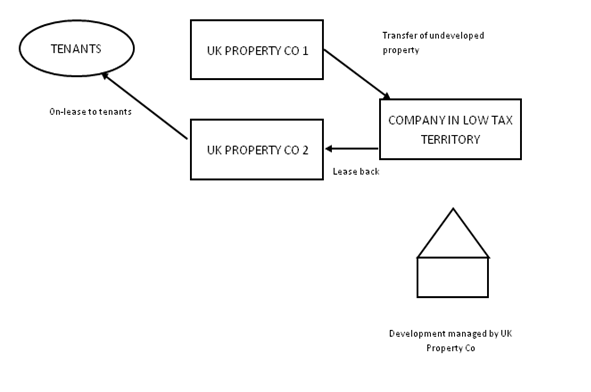 TENANTS
UK PROPERTY CO 1
Transfer of undeveloped
property
On-lease to tenants
COMPANY IN LOW TAX
TERRITORY
UK PROPERTY CO 2
Lease back
Development managed by UK
Property Co